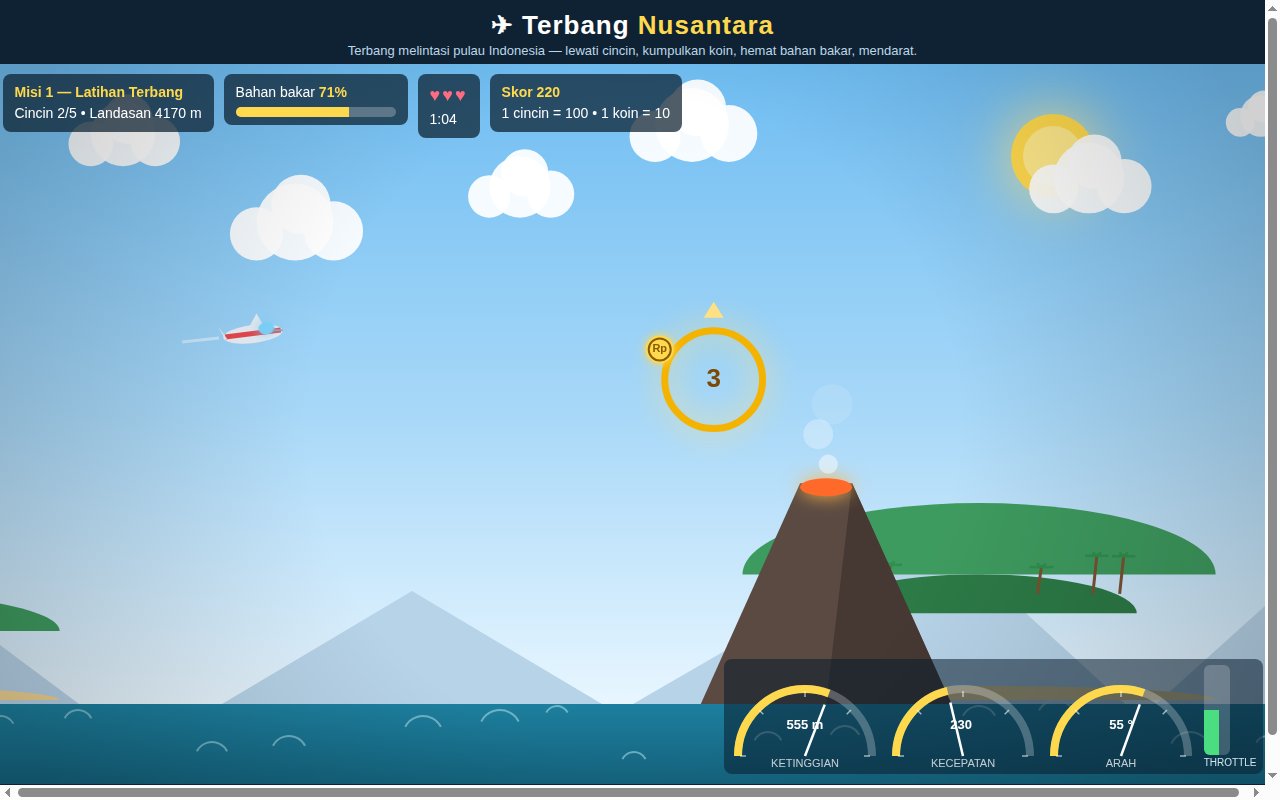 ✈ Terbang Nusantara
Terbang melintasi pulau Indonesia — lewati cincin, kumpulkan koin, hemat bahan bakar, mendarat.
Misi 1 — Latihan Terbang
Cincin 2/5 • Landasan 4170 m
Bahan bakar 71%
♥♥♥
1:04
Skor 220
1 cincin = 100 • 1 koin = 10
Rp
3
555 m
KETINGGIAN
230
KECEPATAN
55 °
ARAH
THROTTLE